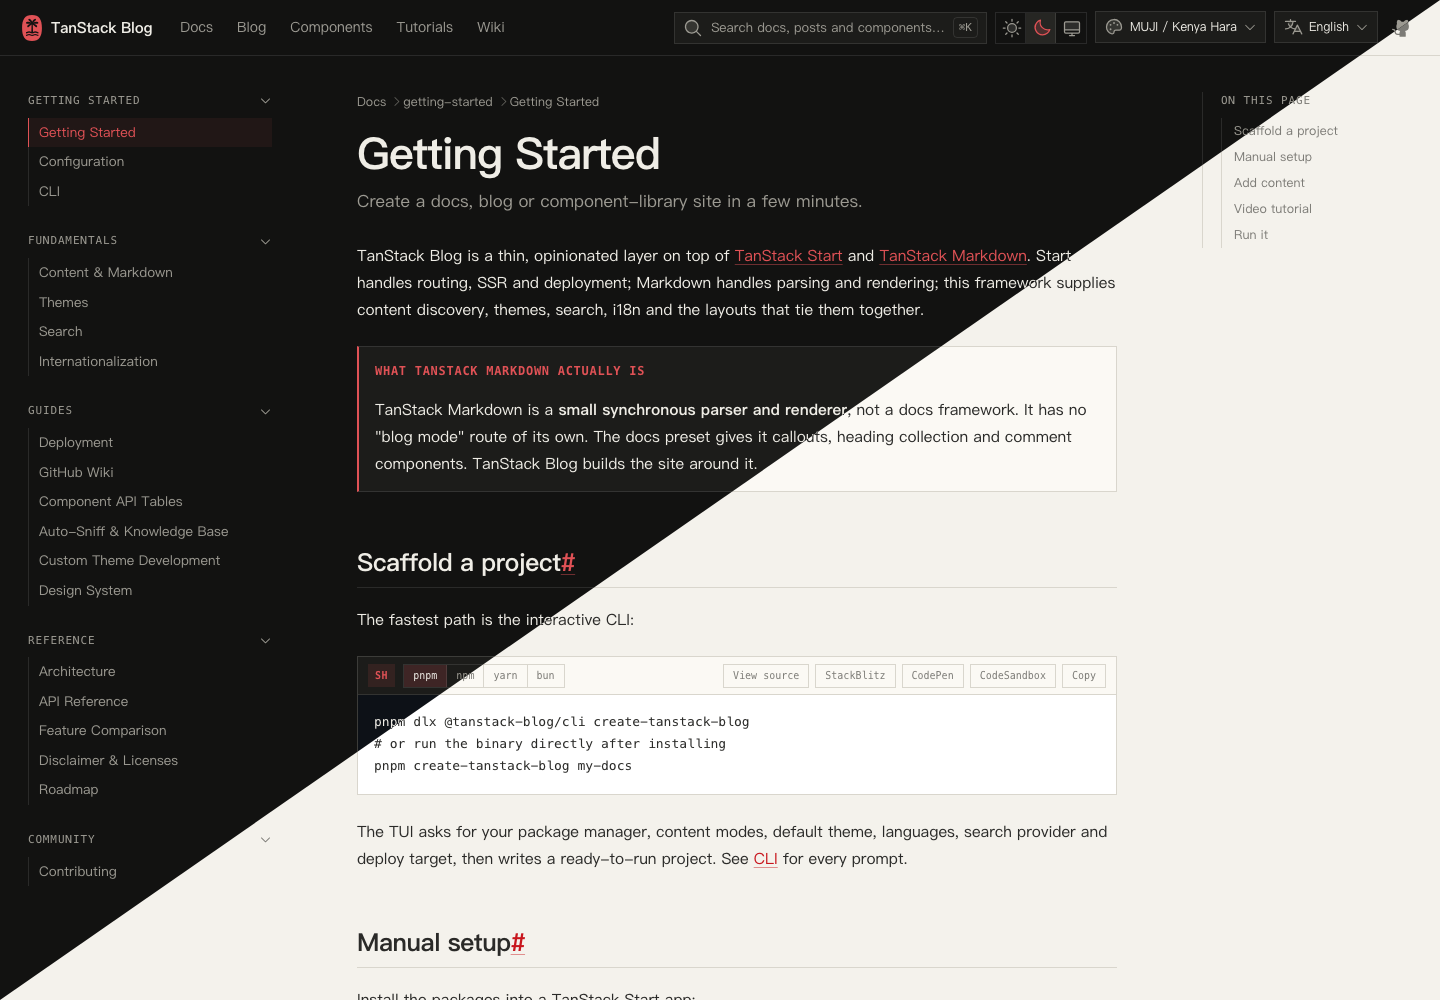 TanStack Blog Docs Blog Components Tutorials Wiki Search docs, posts and components... ⌘K MUJI / Kenya Hara English
GETTING STARTED
Getting Started
Configuration
CLI
FUNDAMENTALS
Content & Markdown
Themes
Search
Internationalization
GUIDES
Deployment
GitHub Wiki
Component API Tables
Auto-Sniff & Knowledge Base
Custom Theme Development
Design System
REFERENCE
Architecture
API Reference
Feature Comparison
Disclaimer & Licenses
Roadmap
COMMUNITY
Contributing
Docs > getting-started > Getting Started
Getting Started
Create a docs, blog or component-library site in a few minutes.
TanStack Blog is a thin, opinionated layer on top of TanStack Start and TanStack Markdown. Start
handles routing, SSR and deployment; Markdown handles parsing and rendering; this framework supplies
content discovery, themes, search, i18n and the layouts that tie them together.
WHAT TANSTACK MARKDOWN ACTUALLY IS
TanStack Markdown is a small synchronous parser and renderer, not a docs framework. It has no
"blog mode" route of its own. The docs preset gives it callouts, heading collection and comment
components. TanStack Blog builds the site around it.
Scaffold a project#
The fastest path is the interactive CLI:
SH pnpm npm yarn bun View source StackBlitz CodePen CodeSandbox Copy
pnpm dlx @tanstack-blog/cli create-tanstack-blog
# or run the binary directly after installing
pnpm create-tanstack-blog my-docs
The TUI asks for your package manager, content modes, default theme, languages, search provider and
deploy target, then writes a ready-to-run project. See CLI for every prompt.
Manual setup#
Install the packages into a TanStack Start app:
ON THIS PAGE
Scaffold a project
Manual setup
Add content
Video tutorial
Run it